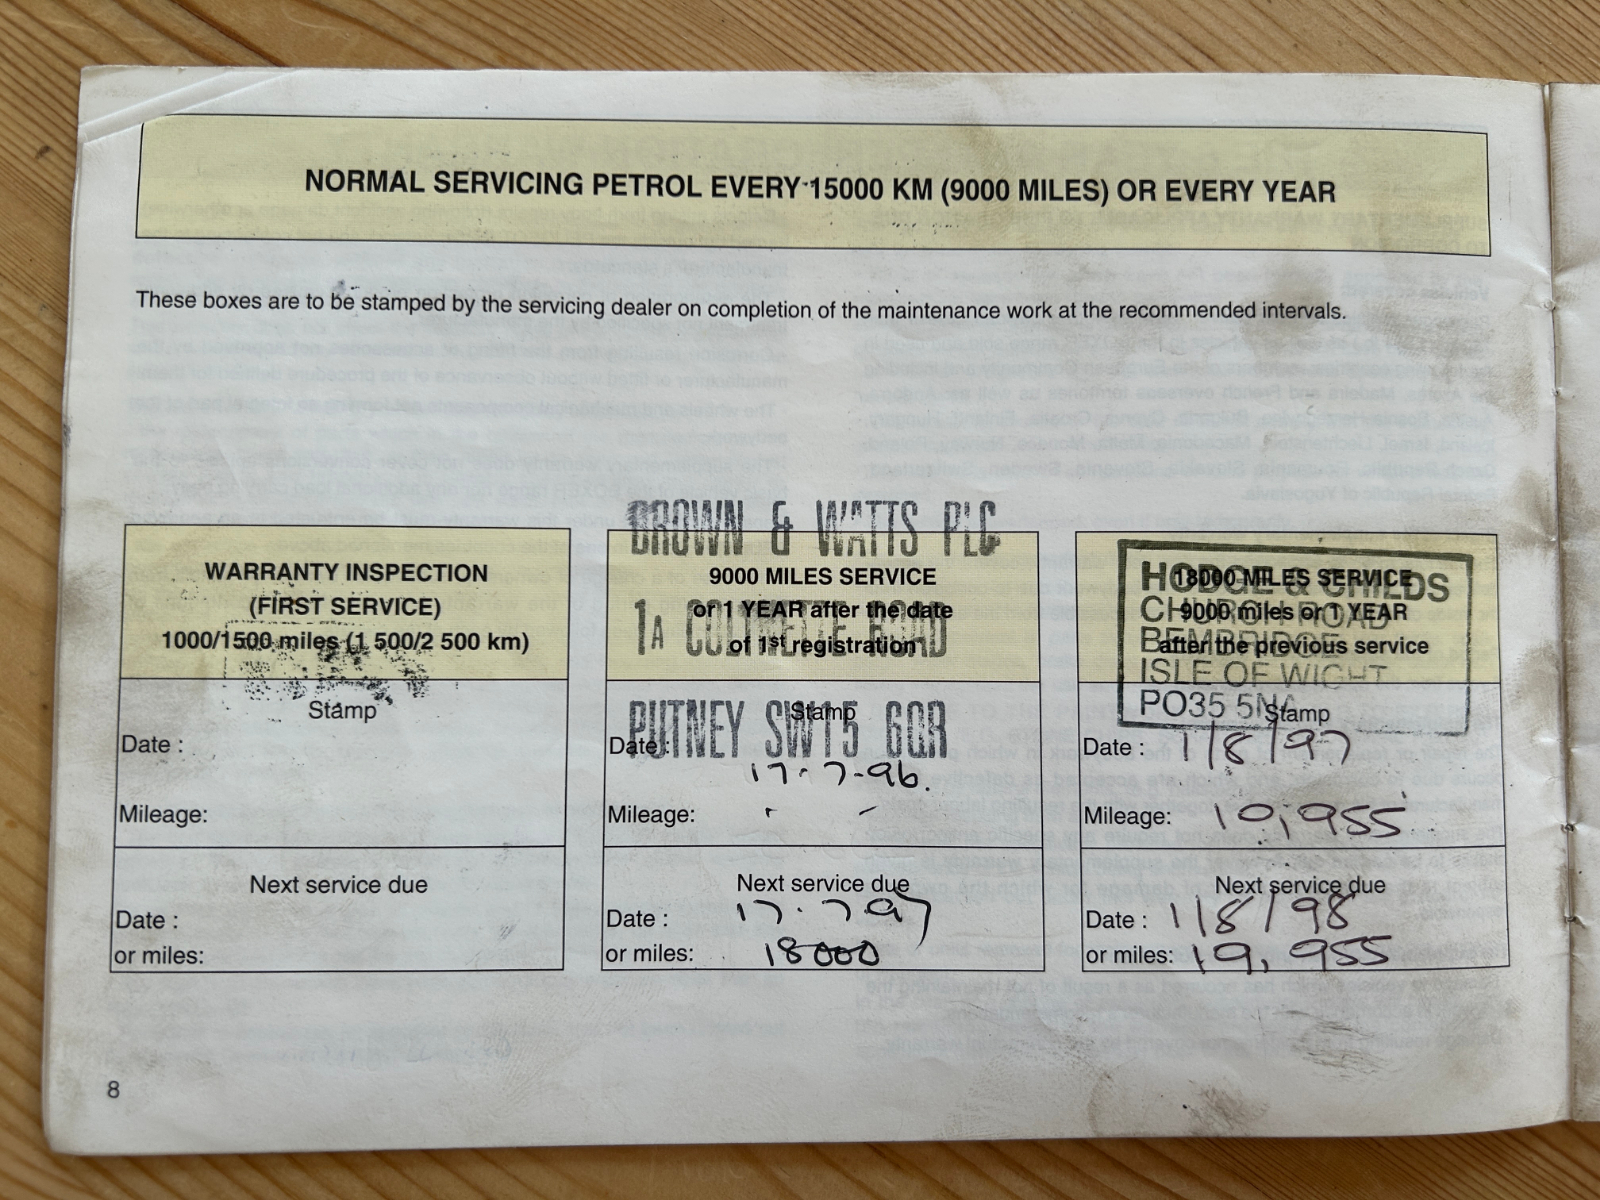 NORMAL SERVICING PETROL EVERY 15000 KM (9000 MILES) OR EVERY YEAR
These boxes are to be stamped by the servicing dealer on completion of the maintenance work at the recommended intervals.
WARRANTY INSPECTION
(FIRST SERVICE)
1000/1500 miles (1 500/2 500 km)
Stamp
Date :
Mileage:
Next service due
Date :
or miles:
BROWN & WATTS PLC
9000 MILES SERVICE
or 1 YEAR after the date
1A ROAD
of 1st registration
Stamp
PUTNEY SW15 6QR
Date:
17-7-96.
Mileage: - -
Next service due
Date : 17.7.97
or miles: 18000
HODGE & CHILDS
18000 MILES SERVICE
CHURCH ROAD
9000 miles or 1 YEAR
BEMBRIDGE
after the previous service
ISLE OF WIGHT
PO35 5NA
Stamp
Date : 1/8/97
Mileage: 10,955
Next service due
Date : 1/8/98
or miles: 19,955
8